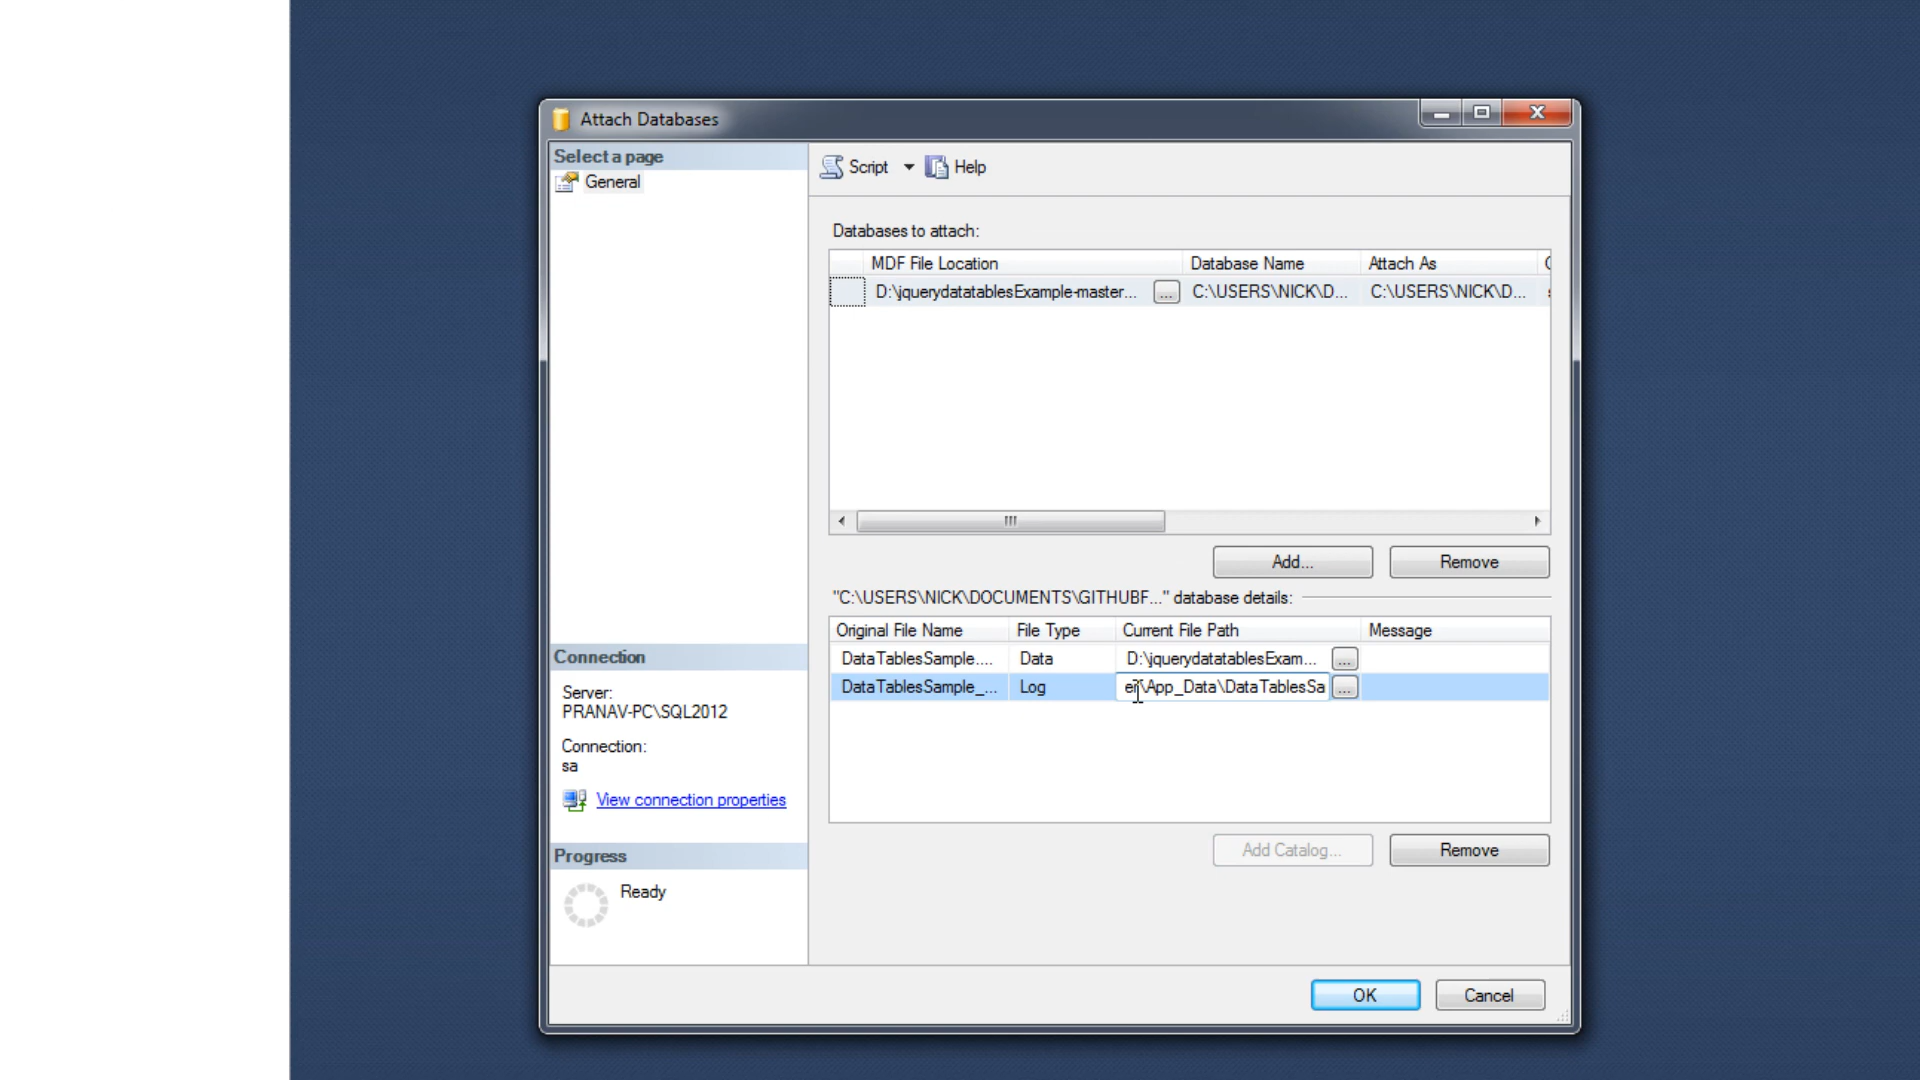 Attach Databases
Select a page
General
Script Help
Databases to attach:
MDF File Location Database Name Attach As
D:\jquerydatatablesExample-master... ... C:\USERS\NICK\D... C:\USERS\NICK\D...
Add... Remove
"C:\USERS\NICK\DOCUMENTS\GITHUBF..." database details:
Original File Name File Type Current File Path Message
DataTablesSample.... Data D:\jquerydatatablesExam... ...
DataTablesSample_... Log er\App_Data\DataTablesSa ...
Connection
Server:
PRANAV-PC\SQL2012
Connection:
sa
View connection properties
Add Catalog... Remove
Progress
Ready
OK Cancel